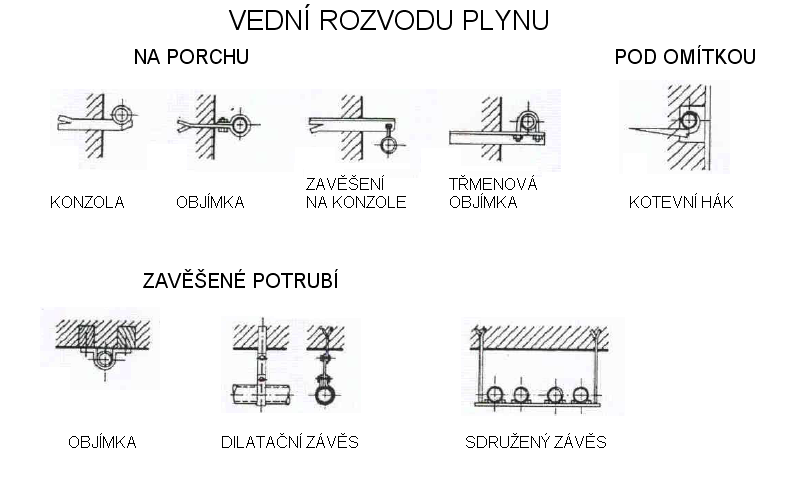 VEDNÍ ROZVODU PLYNU
NA PORCHU
POD OMÍTKOU
KONZOLA
OBJÍMKA
ZAVĚŠENÍ
NA KONZOLE
TŘMENOVÁ
OBJÍMKA
KOTEVNÍ HÁK
ZAVĚŠENÉ POTRUBÍ
OBJÍMKA
DILATAČNÍ ZÁVĚS
SDRUŽENÝ ZÁVĚS